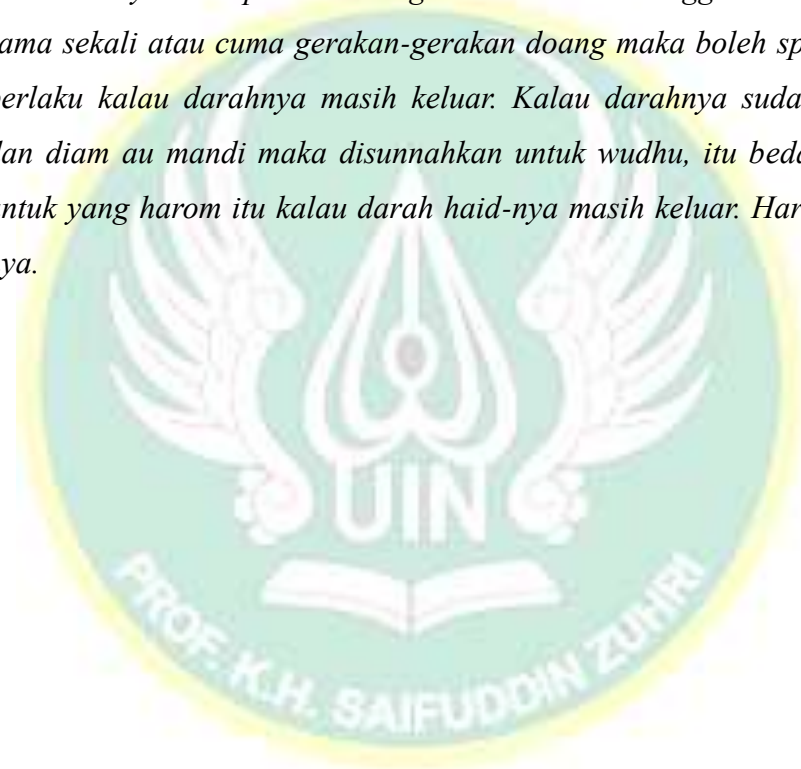 ama sekali atau cuma gerakan-gerakan doang maka boleh sp
erlaku kalau darahnya masih keluar. Kalau darahnya suda
lan diam au mandi maka disunnahkan untuk wudhu, itu beda
ntuk yang harom itu kalau darah haid-nya masih keluar. Har
ya.
UIN
PROF. K.H. SAIFUDDIN ZUHRI